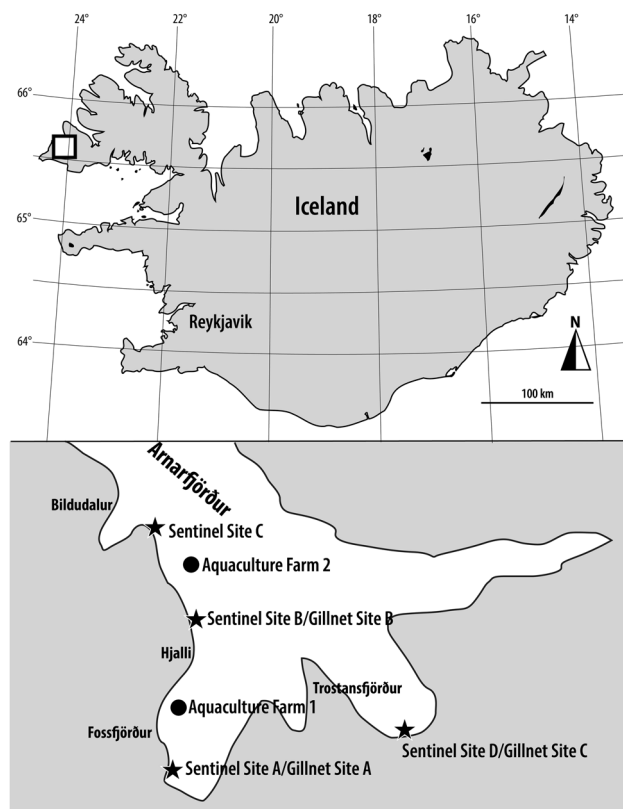 24°
22°
20°
18°
16°
14°
66°
Iceland
65°
Reykjavik
64°
N
100 km
Arnarfjörður
Bildudalur
Sentinel Site C
Aquaculture Farm 2
Sentinel Site B/Gillnet Site B
Hjalli
Trostansfjörður
Aquaculture Farm 1
Fossfjörður
Sentinel Site D/Gillnet Site C
Sentinel Site A/Gillnet Site A